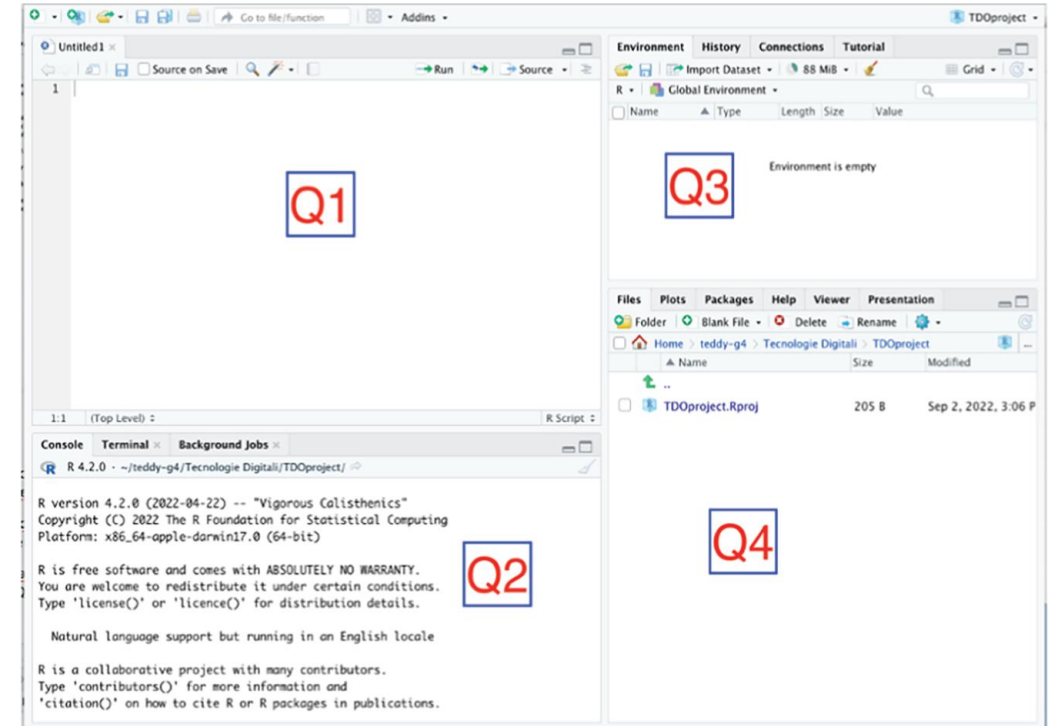 Go to file/function
Addins
TDOproject
Untitled1
Source on Save
Run
Source
1
Q1
1:1
(Top Level)
R Script
Console
Terminal
Background Jobs
R 4.2.0 · ~/teddy-g4/Tecnologie Digitali/TDOproject/
R version 4.2.0 (2022-04-22) -- "Vigorous Calisthenics"
Copyright (C) 2022 The R Foundation for Statistical Computing
Platform: x86_64-apple-darwin17.0 (64-bit)
R is free software and comes with ABSOLUTELY NO WARRANTY.
You are welcome to redistribute it under certain conditions.
Type 'license()' or 'licence()' for distribution details.
Q2
Natural language support but running in an English locale
R is a collaborative project with many contributors.
Type 'contributors()' for more information and
'citation()' on how to cite R or R packages in publications.
Environment
History
Connections
Tutorial
Import Dataset
88 MiB
Grid
R
Global Environment
Name
Type
Length
Size
Value
Environment is empty
Q3
Files
Plots
Packages
Help
Viewer
Presentation
Folder
Blank File
Delete
Rename
Home
teddy-g4
Tecnologie Digitali
TDOproject
...
Name
Size
Modified
..
TDOproject.Rproj
205 B
Sep 2, 2022, 3:06 P
Q4